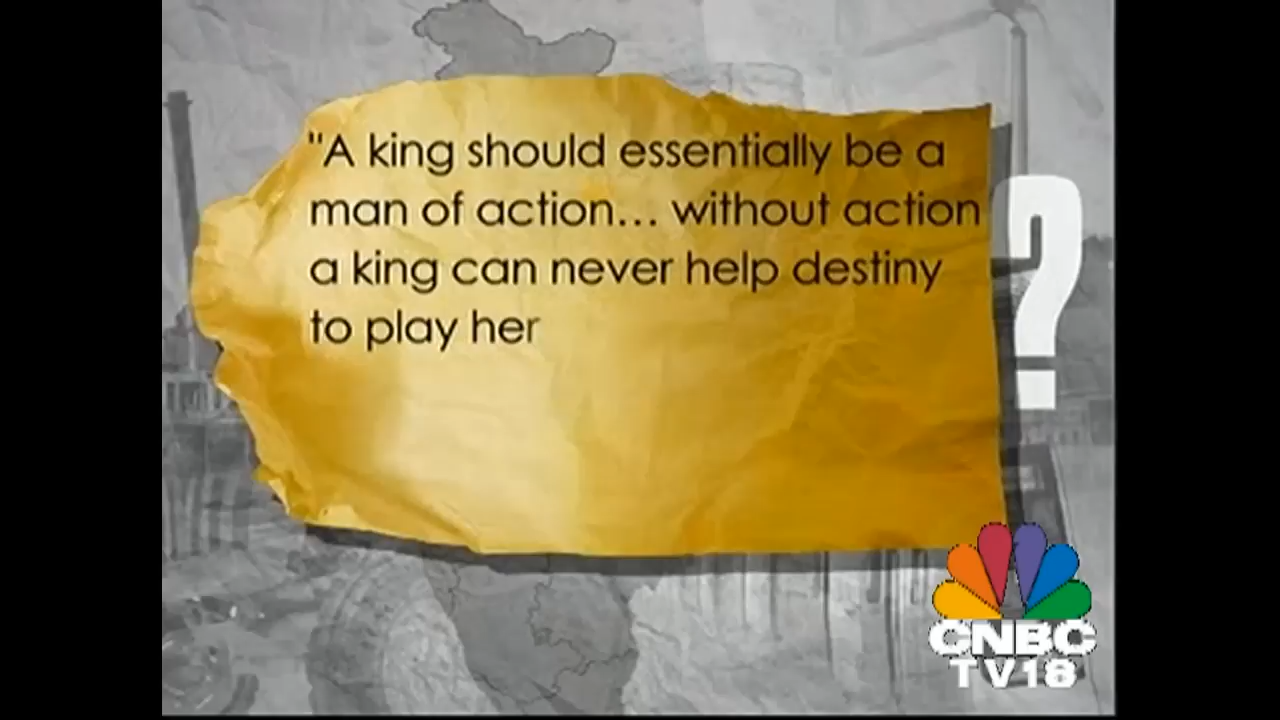 "A king should essentially be a
man of action... without action
a king can never help destiny
to play her
?
CNBC
TV18